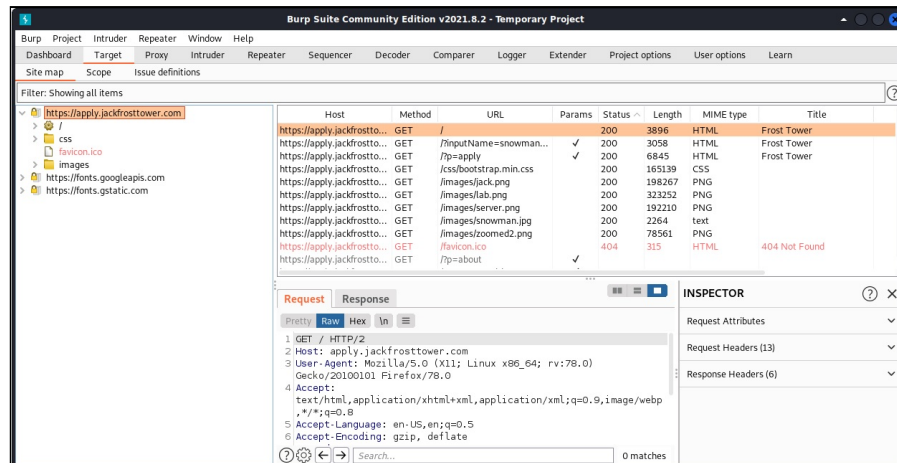 Burp Suite Community Edition v2021.8.2 - Temporary Project
Burp Project Intruder Repeater Window Help
Dashboard Target Proxy Intruder Repeater Sequencer Decoder Comparer Logger Extender Project options User options Learn
Site map Scope Issue definitions
Filter: Showing all items
https://apply.jackfrosttower.com
/
css
favicon.ico
images
https://fonts.googleapis.com
https://fonts.gstatic.com
Host Method URL Params Status Length MIME type Title
https://apply.jackfrostto... GET / 200 3896 HTML Frost Tower
https://apply.jackfrostto... GET /?inputName=snowman... ✓ 200 3058 HTML Frost Tower
https://apply.jackfrostto... GET /?p=apply ✓ 200 6845 HTML Frost Tower
https://apply.jackfrostto... GET /css/bootstrap.min.css 200 165139 CSS
https://apply.jackfrostto... GET /images/jack.png 200 198267 PNG
https://apply.jackfrostto... GET /images/lab.png 200 323252 PNG
https://apply.jackfrostto... GET /images/server.png 200 192210 PNG
https://apply.jackfrostto... GET /images/snowman.jpg 200 2264 text
https://apply.jackfrostto... GET /images/zoomed2.png 200 78561 PNG
https://apply.jackfrostto... GET /favicon.ico 404 315 HTML 404 Not Found
https://apply.jackfrostto... GET /?p=about ✓
Request Response
Pretty Raw Hex \n
1 GET / HTTP/2
2 Host: apply.jackfrosttower.com
3 User-Agent: Mozilla/5.0 (X11; Linux x86_64; rv:78.0)
Gecko/20100101 Firefox/78.0
4 Accept:
text/html,application/xhtml+xml,application/xml;q=0.9,image/webp
,*/*;q=0.8
5 Accept-Language: en-US,en;q=0.5
6 Accept-Encoding: gzip, deflate
Search... 0 matches
INSPECTOR
Request Attributes
Request Headers (13)
Response Headers (6)